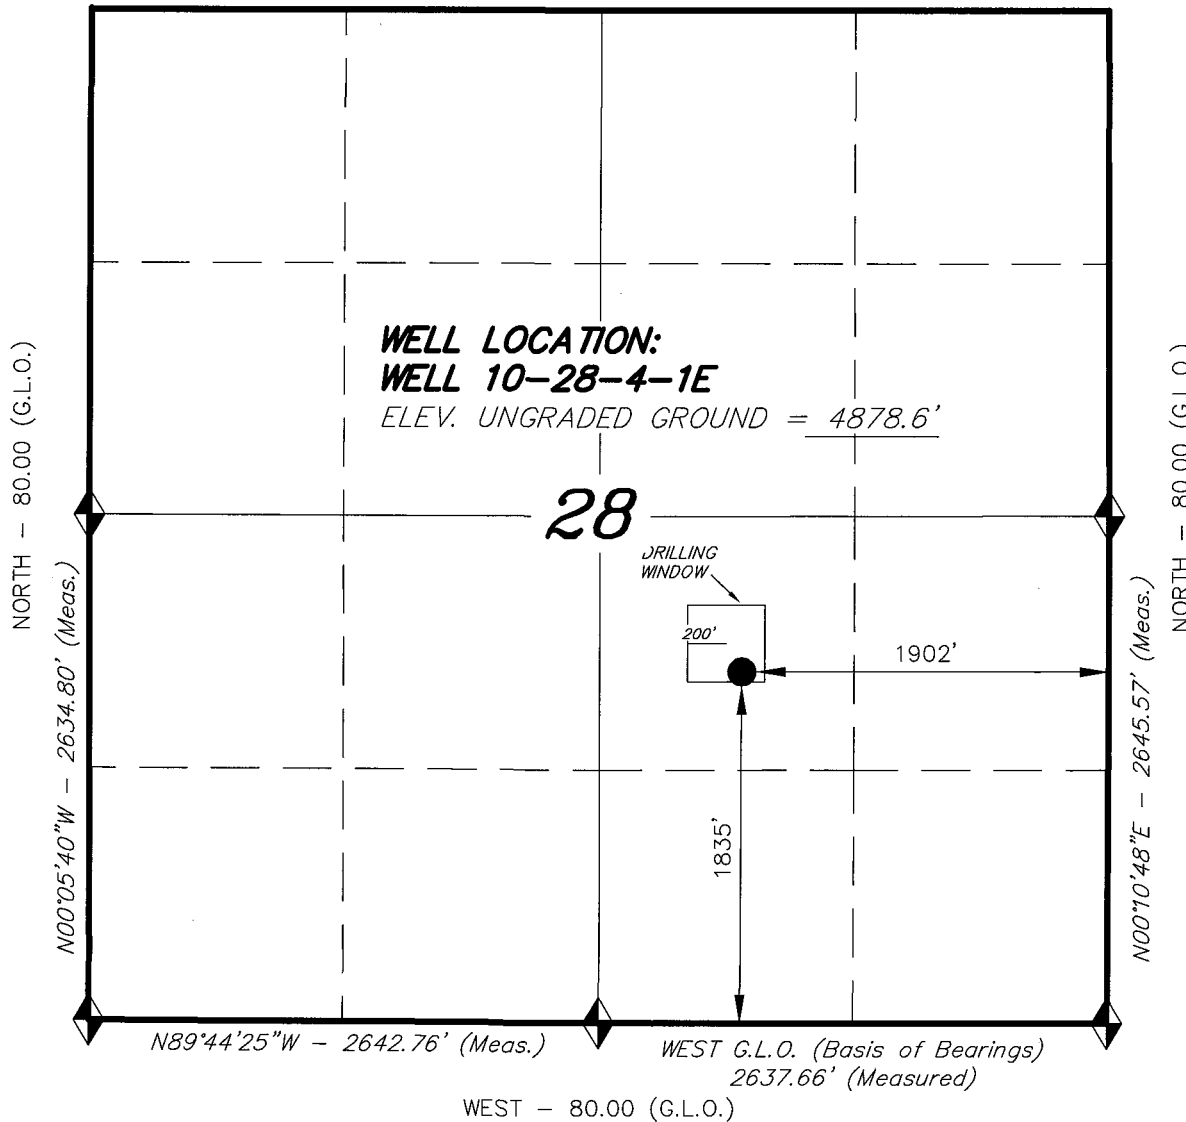 WELL LOCATION:
WELL 10-28-4-1E
ELEV. UNGRADED GROUND = 4878.6'
28
DRILLING
WINDOW
200'
1902'
1835'
NORTH - 80.00 (G.L.O.)
N00°05'40"W - 2634.80' (Meas.)
N00°10'48"E - 2645.57' (Meas.)
NORTH - 80.00 (G.L.O.)
N89°44'25"W - 2642.76' (Meas.)
WEST G.L.O. (Basis of Bearings)
2637.66' (Measured)
WEST - 80.00 (G.L.O.)